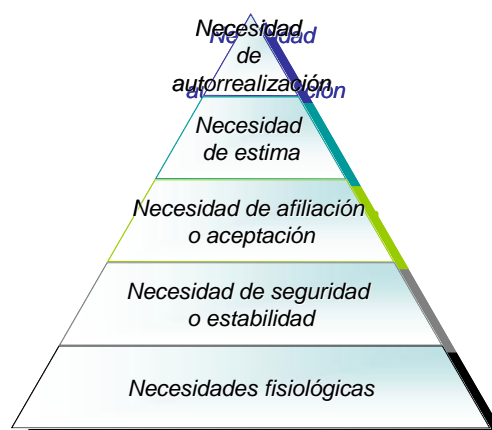 Necesidad
de
autorrealización
Necesidad
de estima
Necesidad de afiliación
o aceptación
Necesidad de seguridad
o estabilidad
Necesidades fisiológicas